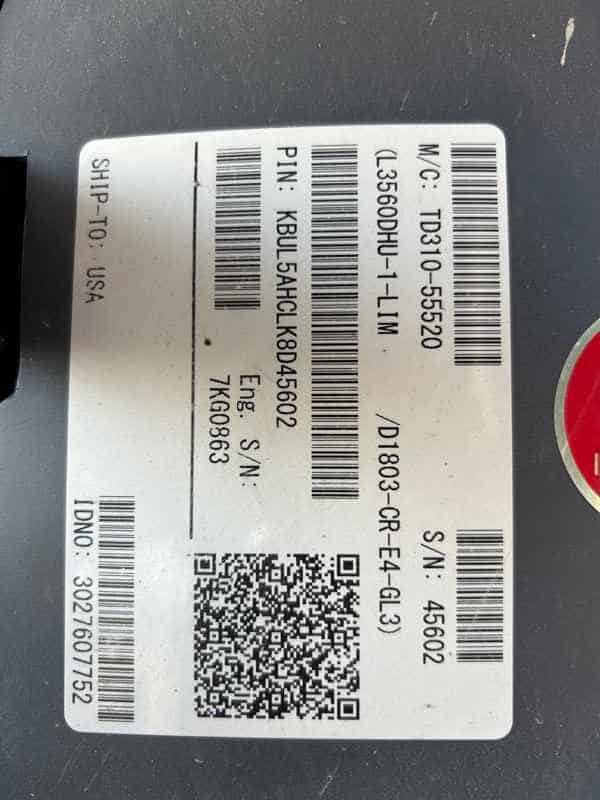 M/C: TD310-55520
S/N: 45602
(L3560DHU-1-LIM /D1803-CR-E4-GL3)
PIN: KBUL5AHCLK8D45602
Eng. S/N:
7KG0863
SHIP-TO: USA
IDNO: 3027607752